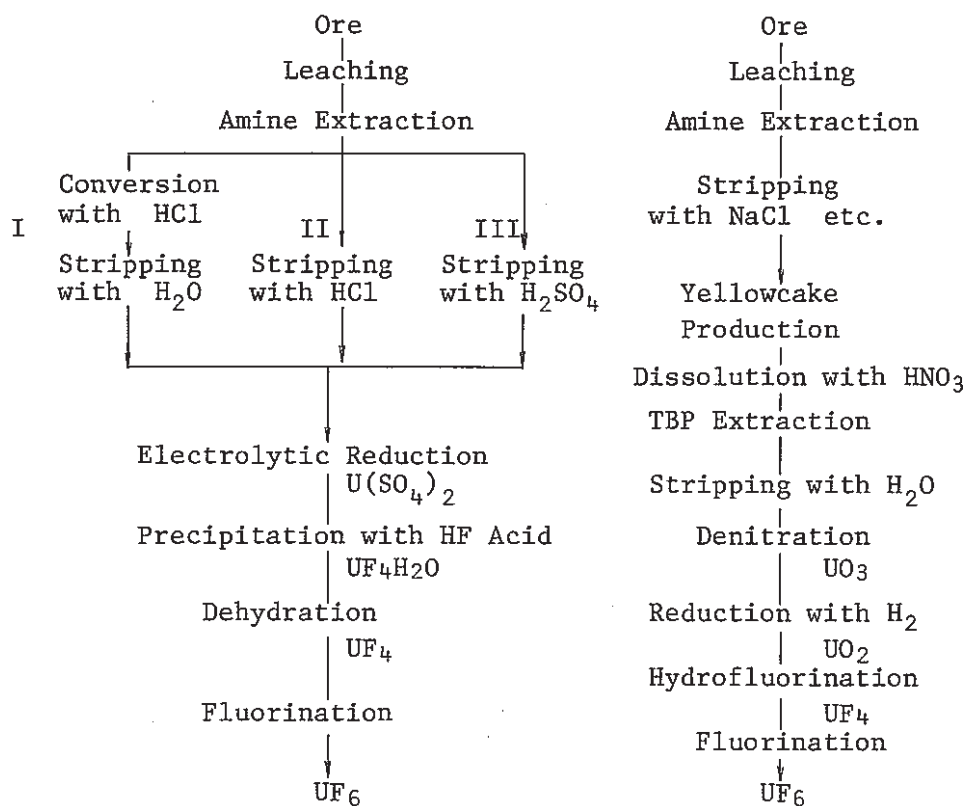 Ore
Leaching
Amine Extraction
Conversion
with HCl
I
Stripping
with H₂O
II
Stripping
with HCl
III
Stripping
with H₂SO₄
Electrolytic Reduction
U(SO₄)₂
Precipitation with HF Acid
UF₄H₂O
Dehydration
UF₄
Fluorination
UF₆
Ore
Leaching
Amine Extraction
Stripping
with NaCl etc.
Yellowcake
Production
Dissolution with HNO₃
TBP Extraction
Stripping with H₂O
Denitration
UO₃
Reduction with H₂
UO₂
Hydrofluorination
UF₄
Fluorination
UF₆